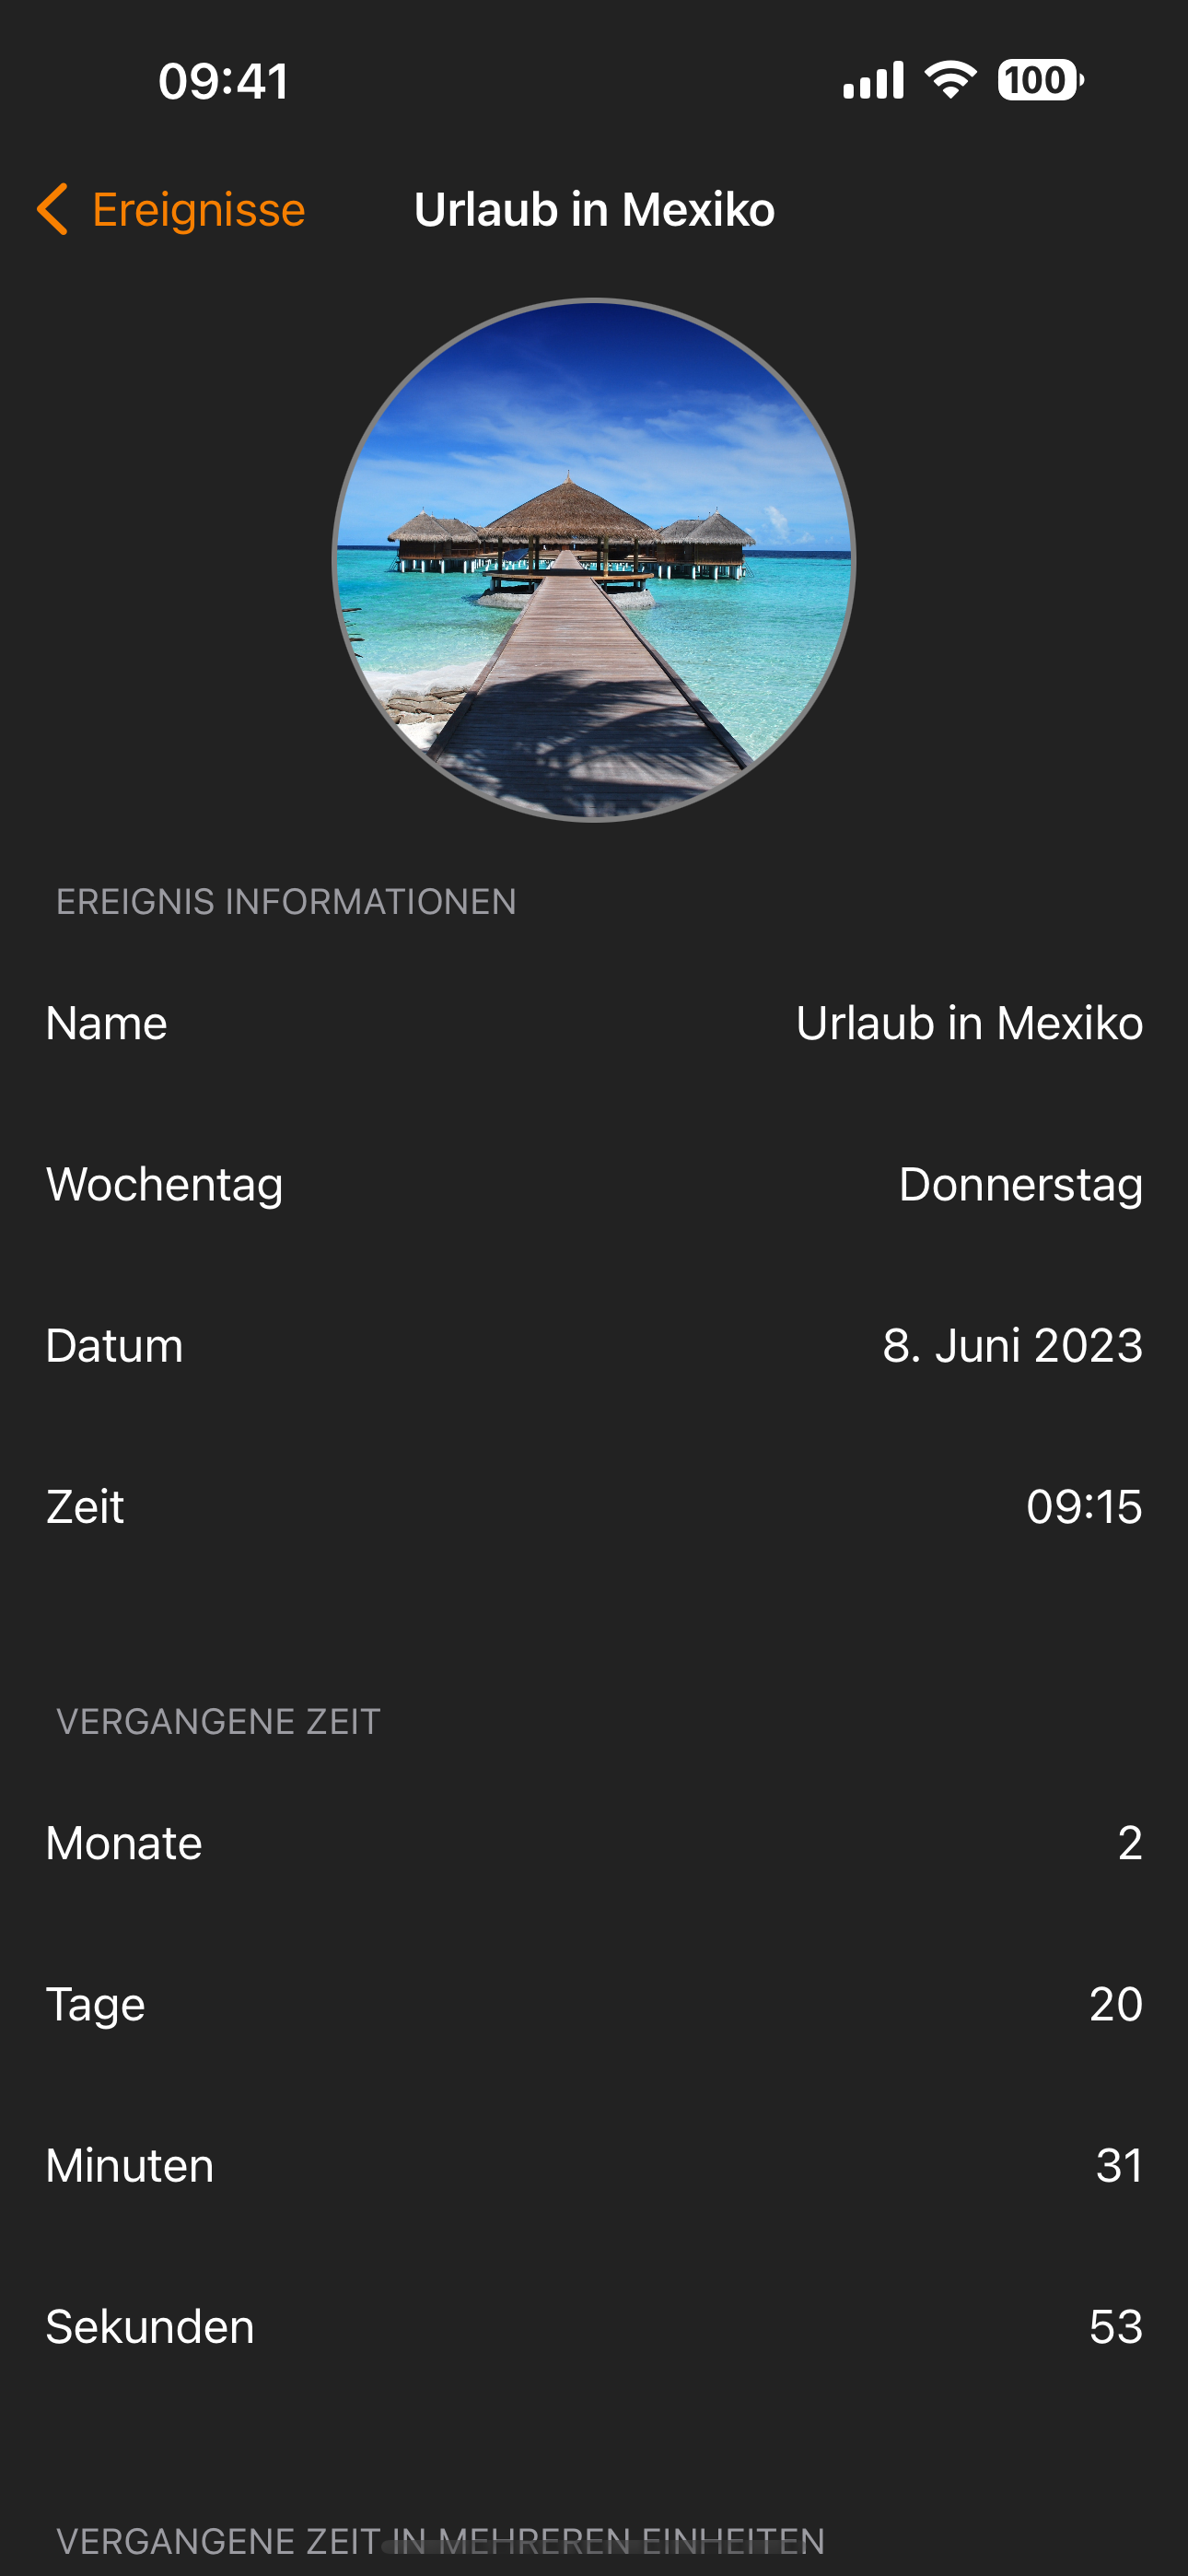 09:41
100
Ereignisse Urlaub in Mexiko
EREIGNIS INFORMATIONEN
Name Urlaub in Mexiko
Wochentag Donnerstag
Datum 8. Juni 2023
Zeit 09:15
VERGANGENE ZEIT
Monate 2
Tage 20
Minuten 31
Sekunden 53
VERGANGENE ZEIT IN MEHREREN EINHEITEN